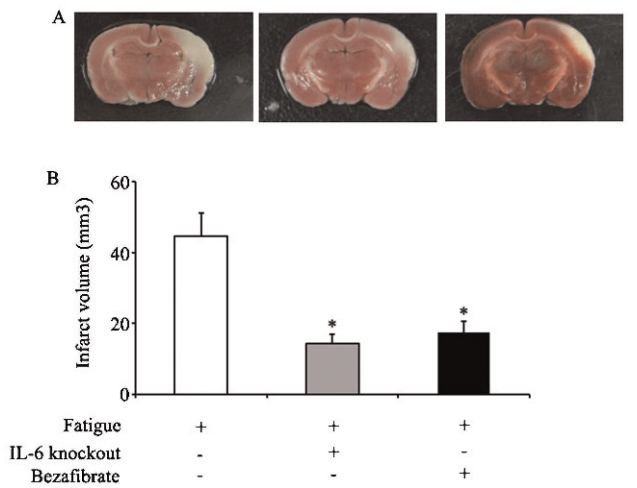 A
B
Infarct volume (mm3)
60
40
20
0
*
*
Fatigue + + +
IL-6 knockout - + -
Bezafibrate - - +